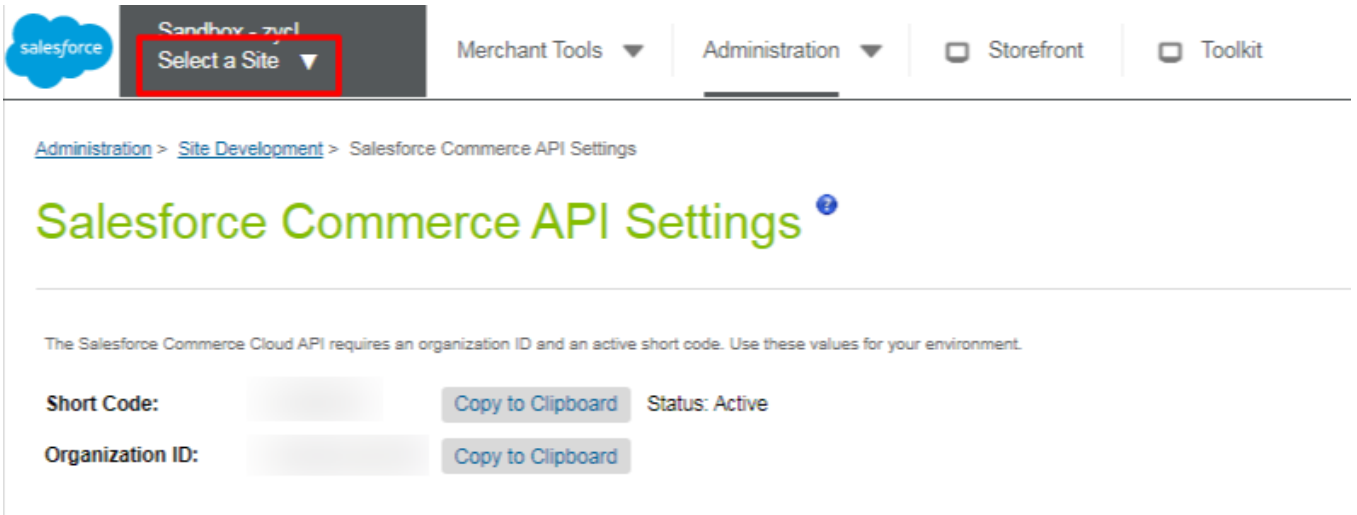 salesforce
Sandbox - zycl
Select a Site ▼
Merchant Tools ▼
Administration ▼
Storefront
Toolkit
Administration > Site Development > Salesforce Commerce API Settings
Salesforce Commerce API Settings ?
The Salesforce Commerce Cloud API requires an organization ID and an active short code. Use these values for your environment.
Short Code: Copy to Clipboard Status: Active
Organization ID: Copy to Clipboard